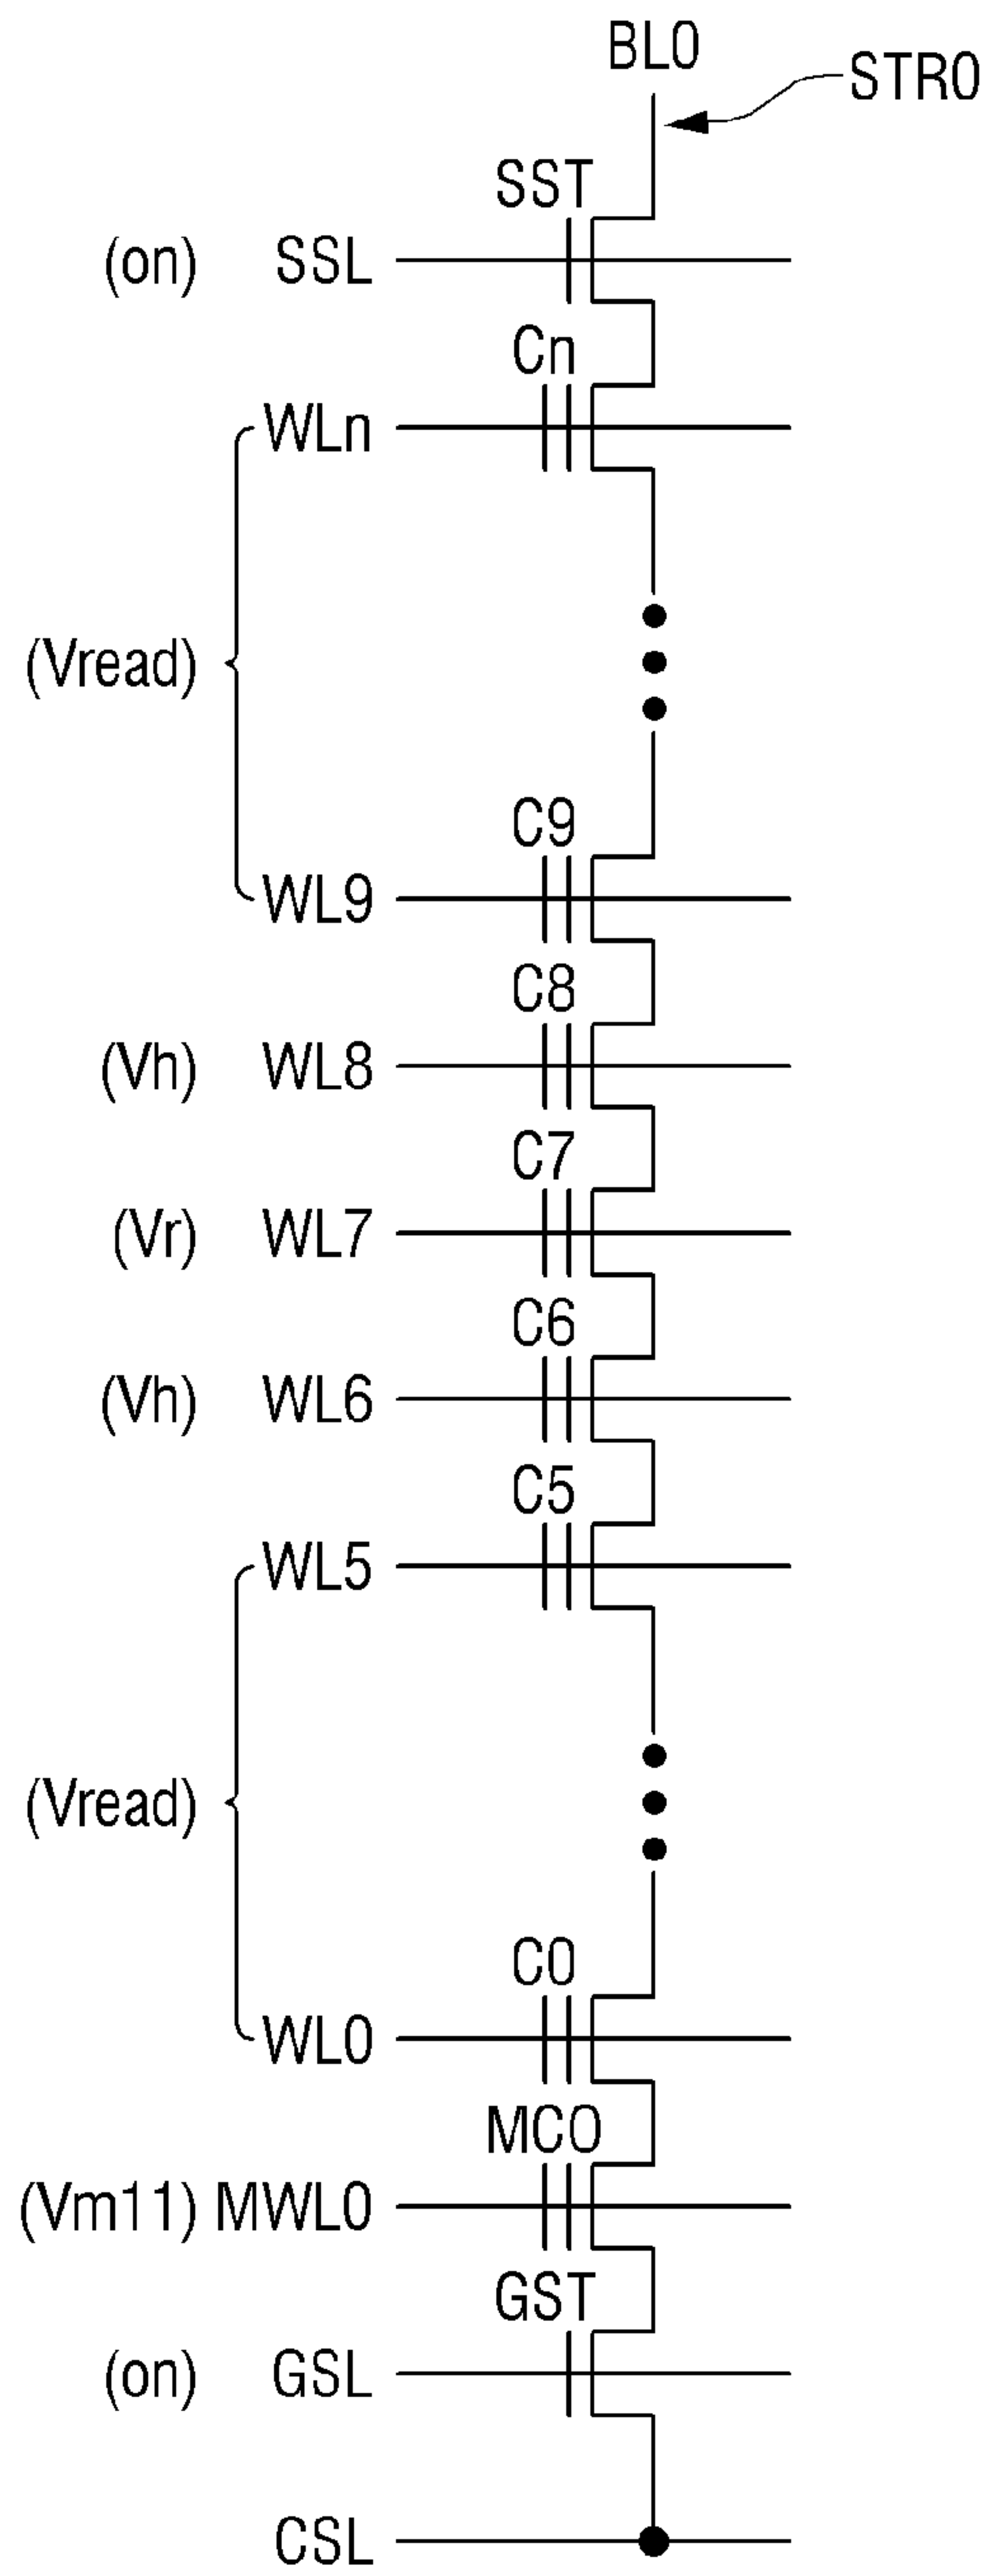 BL0
STR0
SST
(on) SSL
Cn
WLn
(Vread)
C9
WL9
C8
(Vh) WL8
C7
(Vr) WL7
C6
(Vh) WL6
C5
WL5
(Vread)
C0
WL0
MC0
(Vm11) MWL0
GST
(on) GSL
CSL